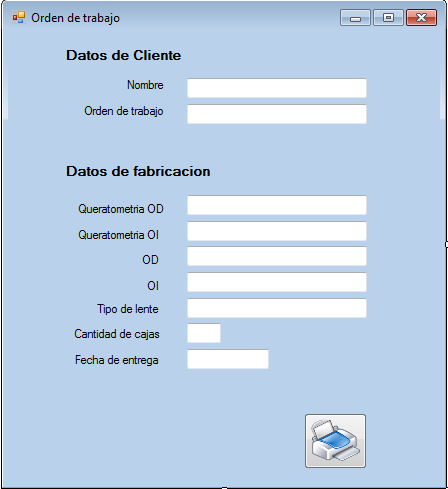 Orden de trabajo
Datos de Cliente
Nombre
Orden de trabajo
Datos de fabricacion
Queratometria OD
Queratometria OI
OD
OI
Tipo de lente
Cantidad de cajas
Fecha de entrega